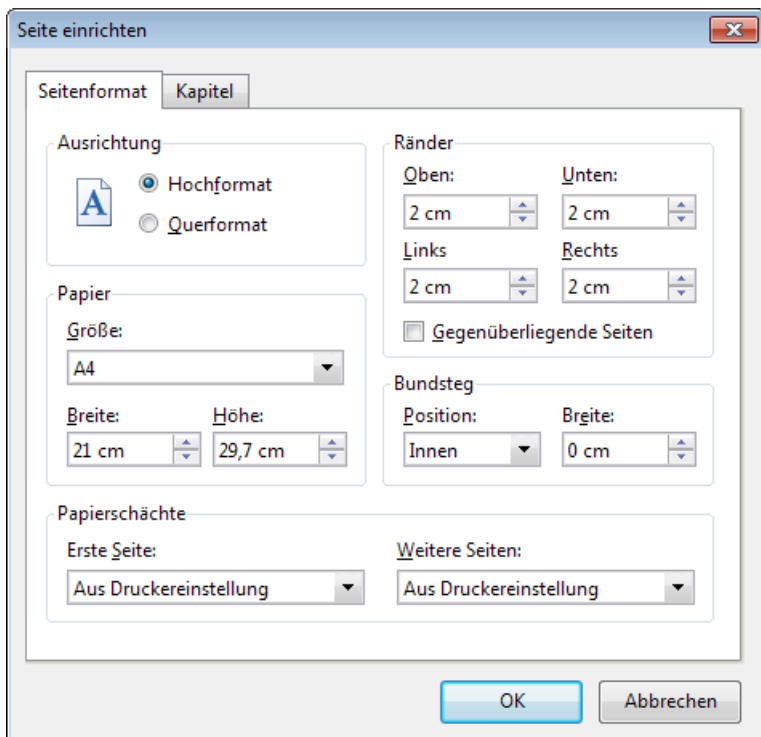 Seite einrichten
Seitenformat
Kapitel
Ausrichtung
A
Hochformat
Querformat
Papier
Größe:
A4
Breite:
Höhe:
21 cm
29,7 cm
Ränder
Oben:
Unten:
2 cm
2 cm
Links
Rechts
2 cm
2 cm
Gegenüberliegende Seiten
Bundsteg
Position:
Breite:
Innen
0 cm
Papierschächte
Erste Seite:
Weitere Seiten:
Aus Druckereinstellung
Aus Druckereinstellung
OK
Abbrechen